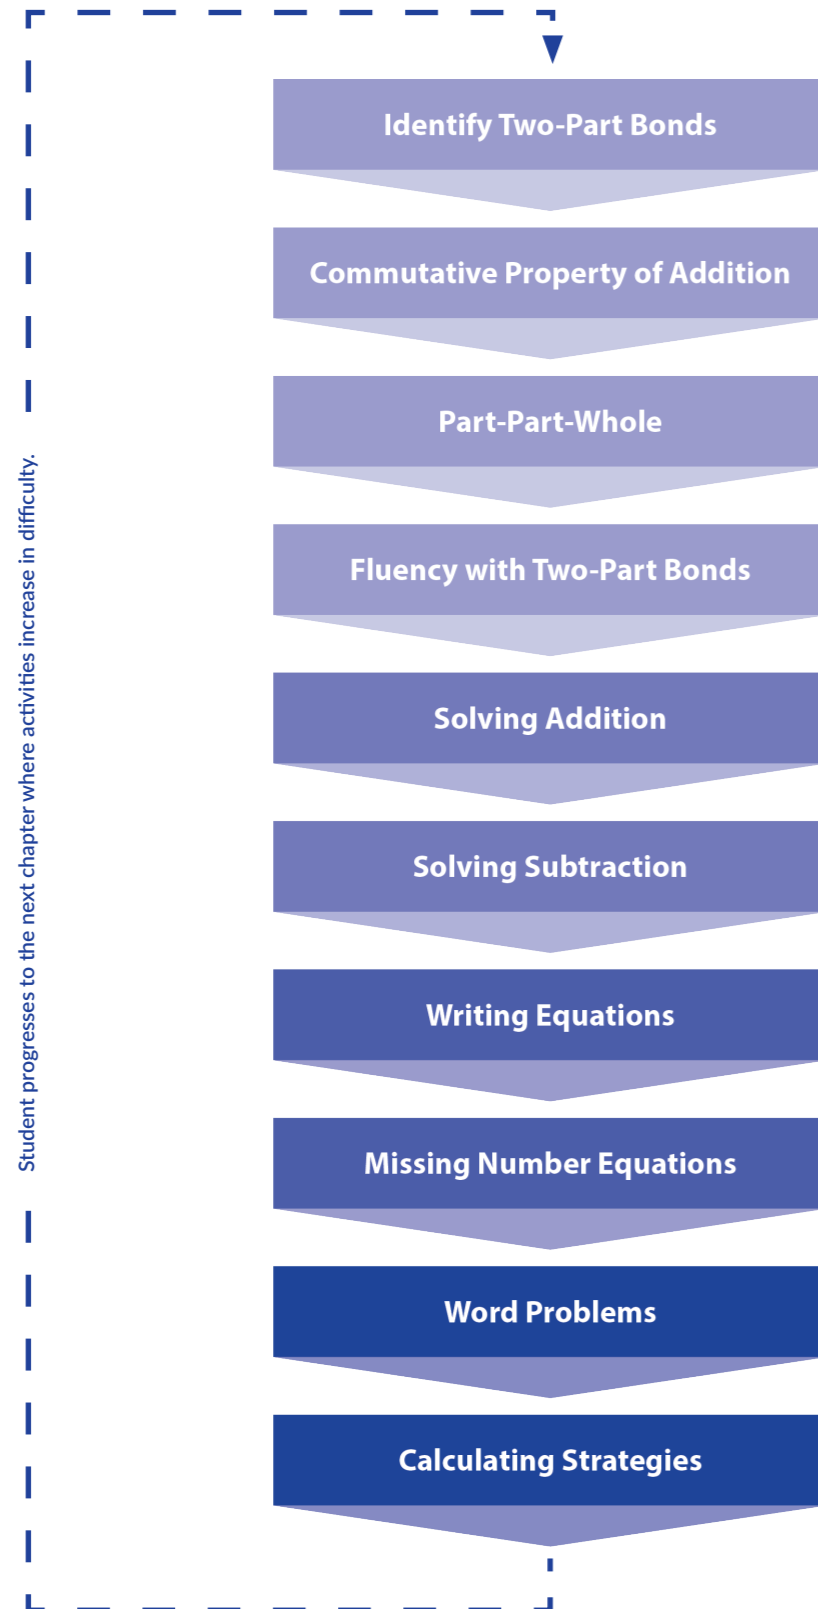 Identify Two-Part Bonds
Commutative Property of Addition
Part-Part-Whole
Fluency with Two-Part Bonds
Solving Addition
Solving Subtraction
Writing Equations
Missing Number Equations
Word Problems
Calculating Strategies
Student progresses to the next chapter where activities increase in difficulty.